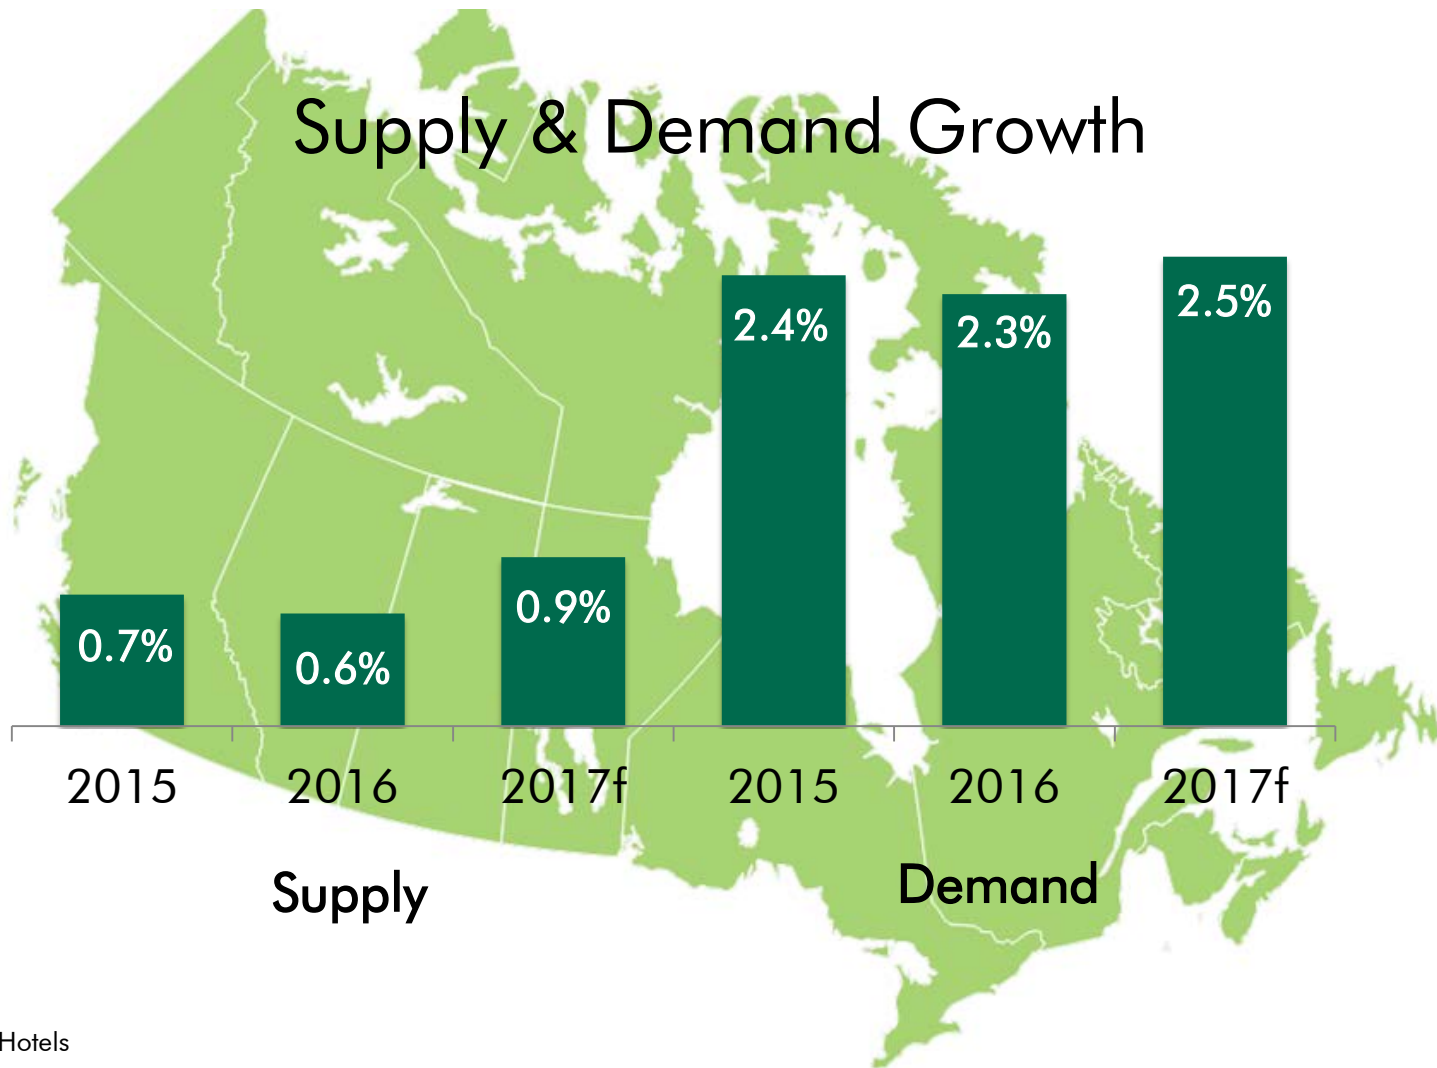 Supply & Demand Growth
0.7%
0.6%
0.9%
2.4%
2.3%
2.5%
2015
2016
2017f
2015
2016
2017f
Supply
Demand
Hotels